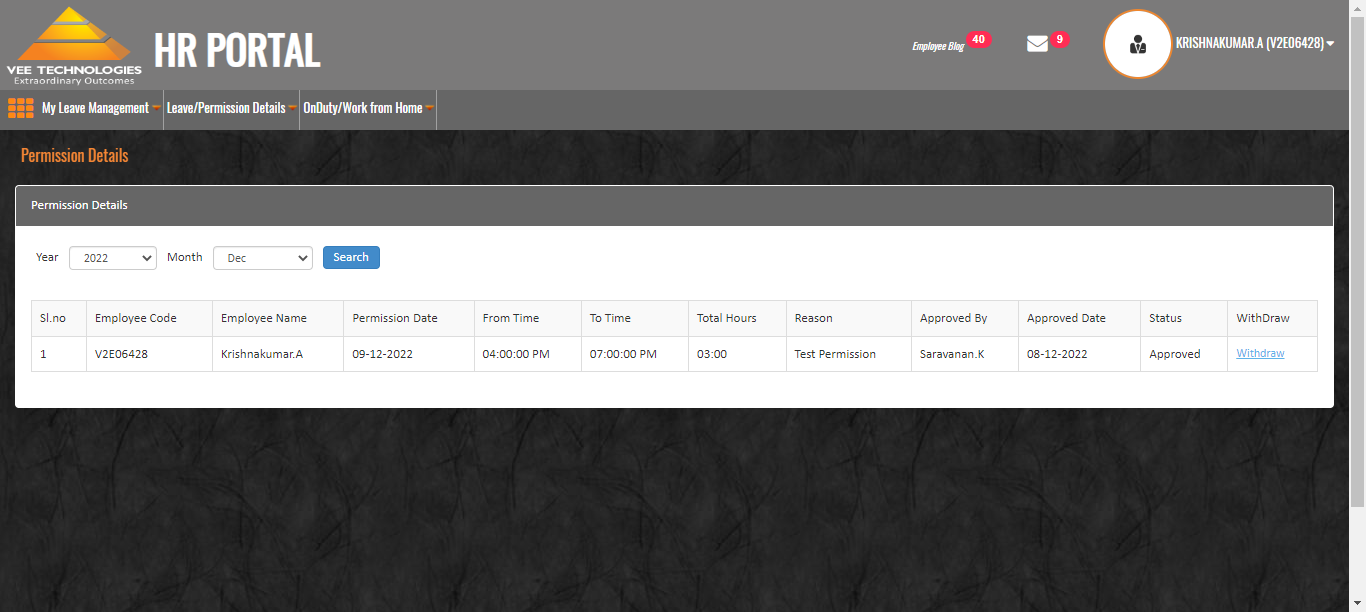 VEE TECHNOLOGIES
Extraordinary Outcomes
HR PORTAL
Employee Blog 40
9
KRISHNAKUMAR.A (V2E06428)
My Leave Management Leave/Permission Details OnDuty/Work from Home
Permission Details
Permission Details
Year 2022 Month Dec Search
Sl.no Employee Code Employee Name Permission Date From Time To Time Total Hours Reason Approved By Approved Date Status WithDraw
1 V2E06428 Krishnakumar.A 09-12-2022 04:00:00 PM 07:00:00 PM 03:00 Test Permission Saravanan.K 08-12-2022 Approved Withdraw